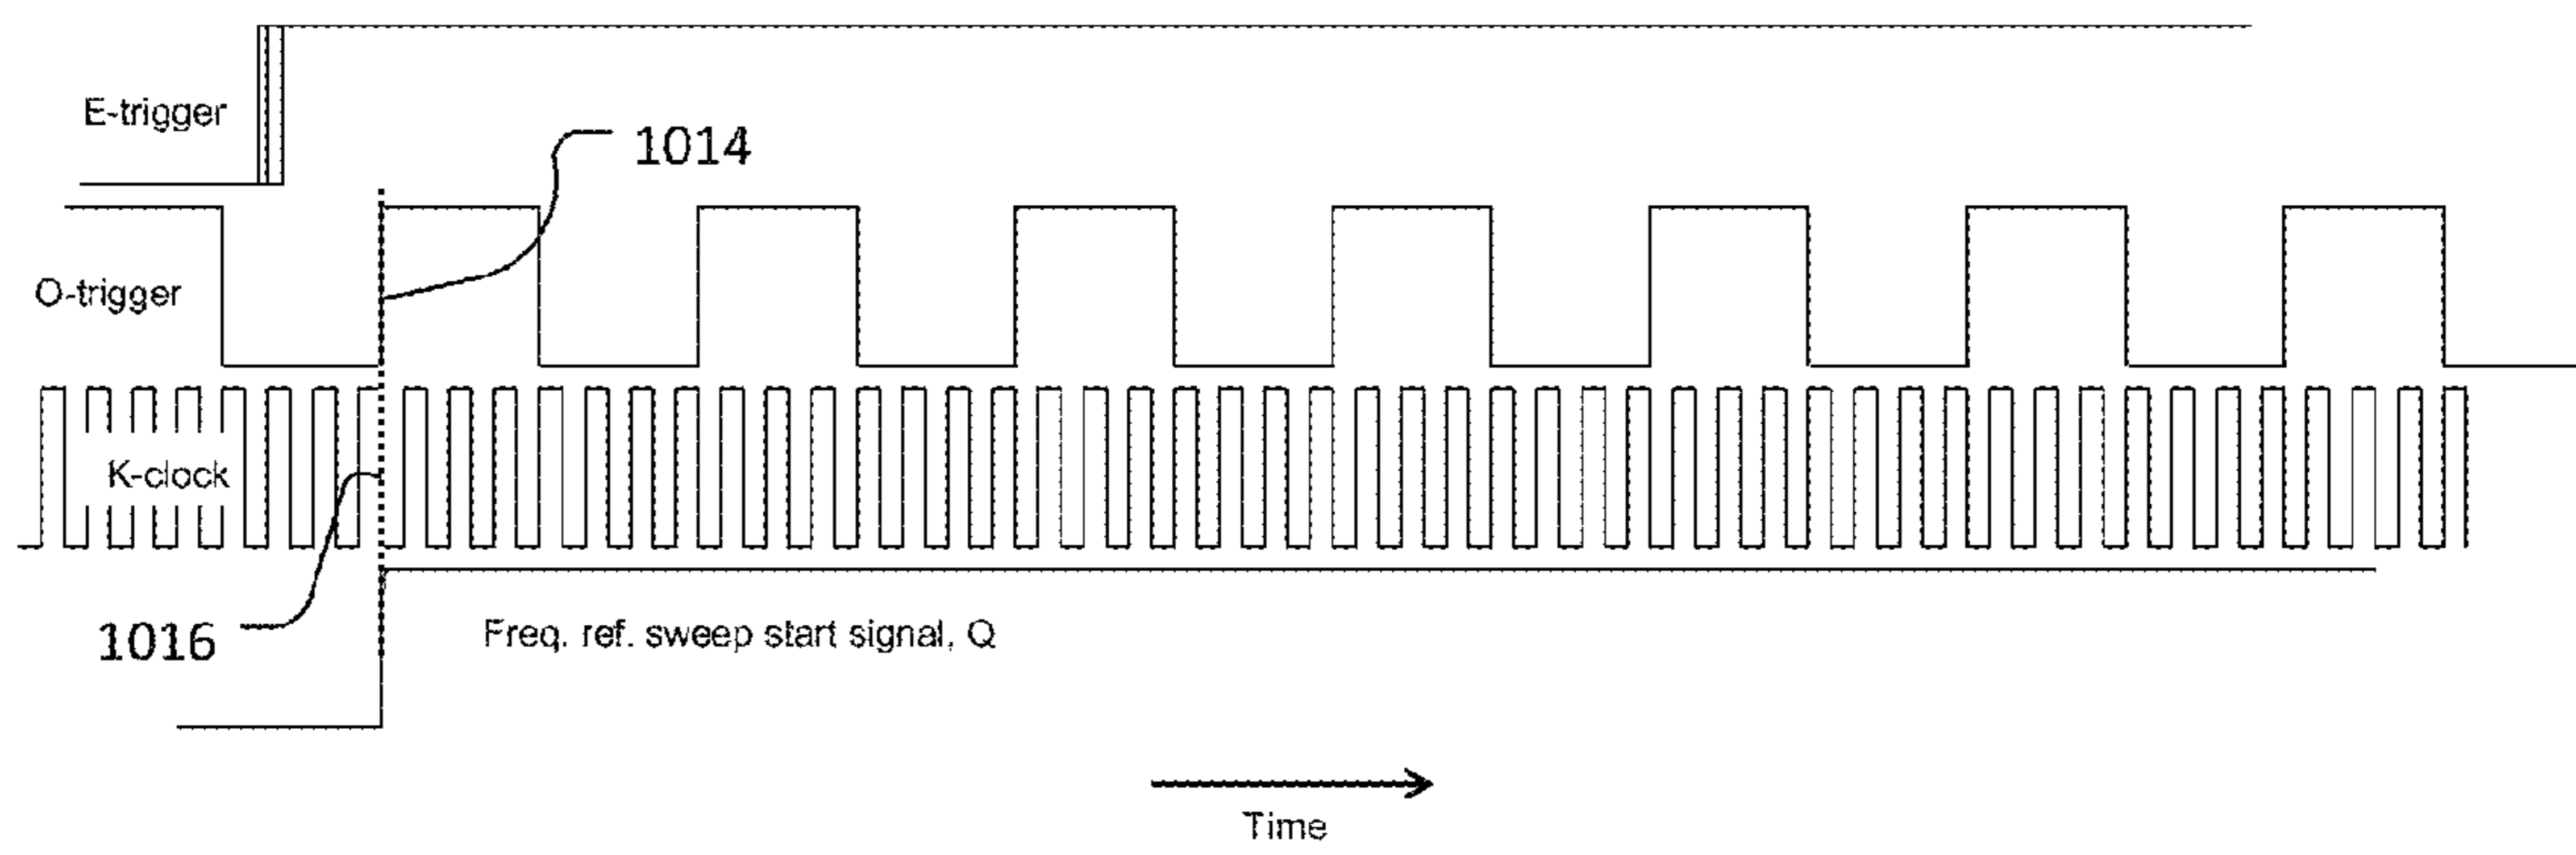 E-trigger
1014
O-trigger
K-clock
1016
Freq. ref. sweep start signal, Q
Time